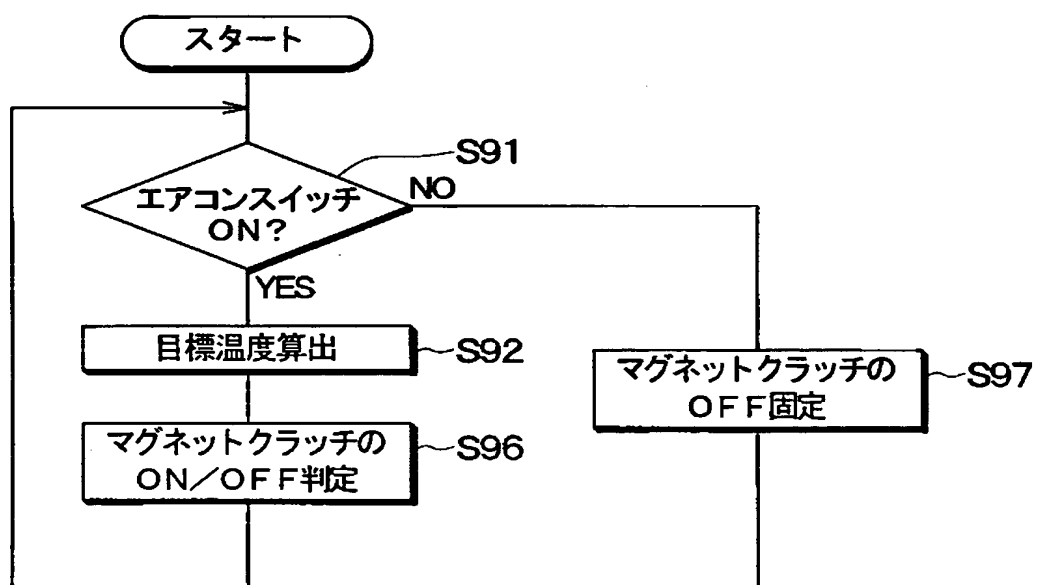 スタート
S91
エアコンスイッチ
ON?
NO
YES
目標温度算出
S92
マグネットクラッチの
ON/OFF判定
S96
マグネットクラッチの
OFF固定
S97